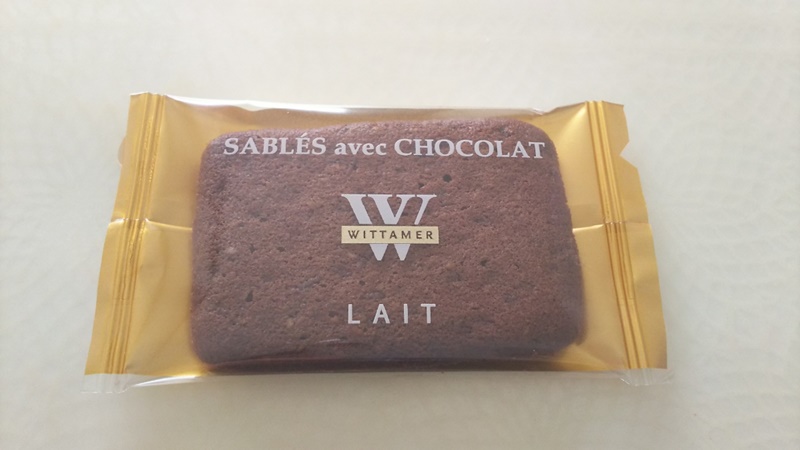 SABLÉS avec CHOCOLAT
W
WITTAMER
LAIT